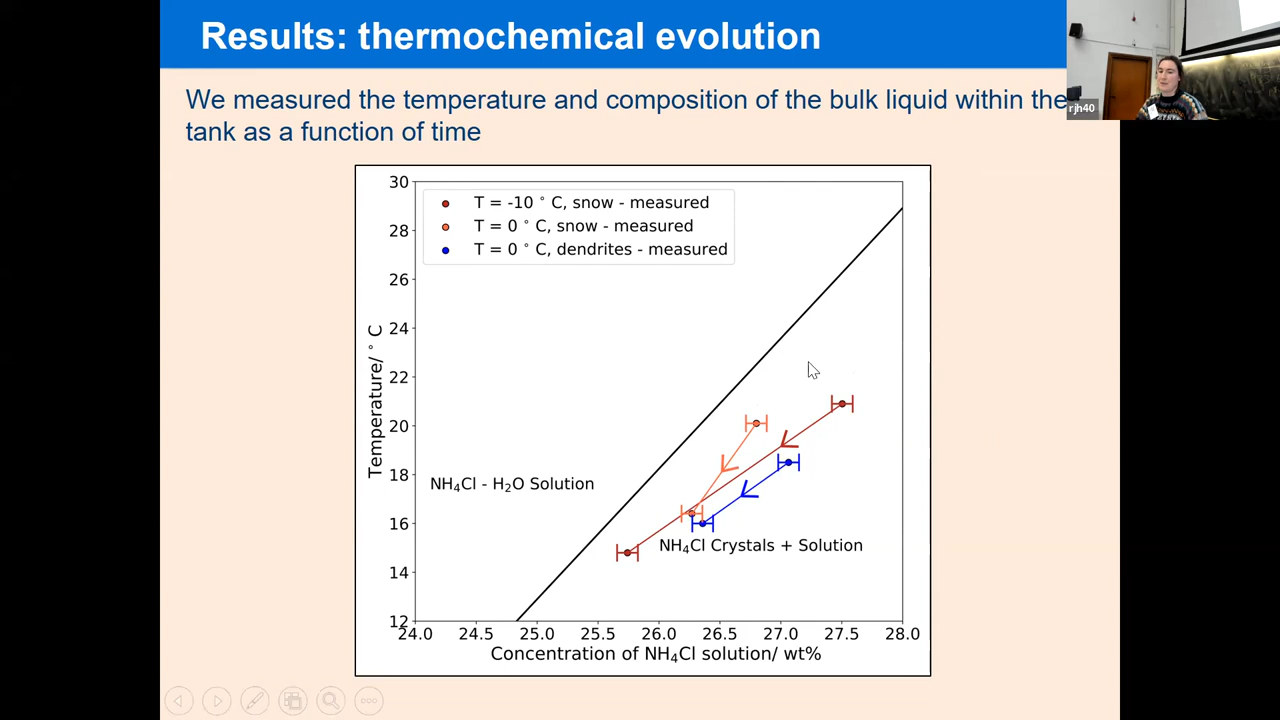 Results: thermochemical evolution
We measured the temperature and composition of the bulk liquid within the
tank as a function of time
rjh40
T = -10 ° C, snow - measured
T = 0 ° C, snow - measured
T = 0 ° C, dendrites - measured
30
28
26
24
22
20
18
16
14
12
Temperature/ ° C
NH₄Cl - H₂O Solution
NH₄Cl Crystals + Solution
24.0 24.5 25.0 25.5 26.0 26.5 27.0 27.5 28.0
Concentration of NH₄Cl solution/ wt%